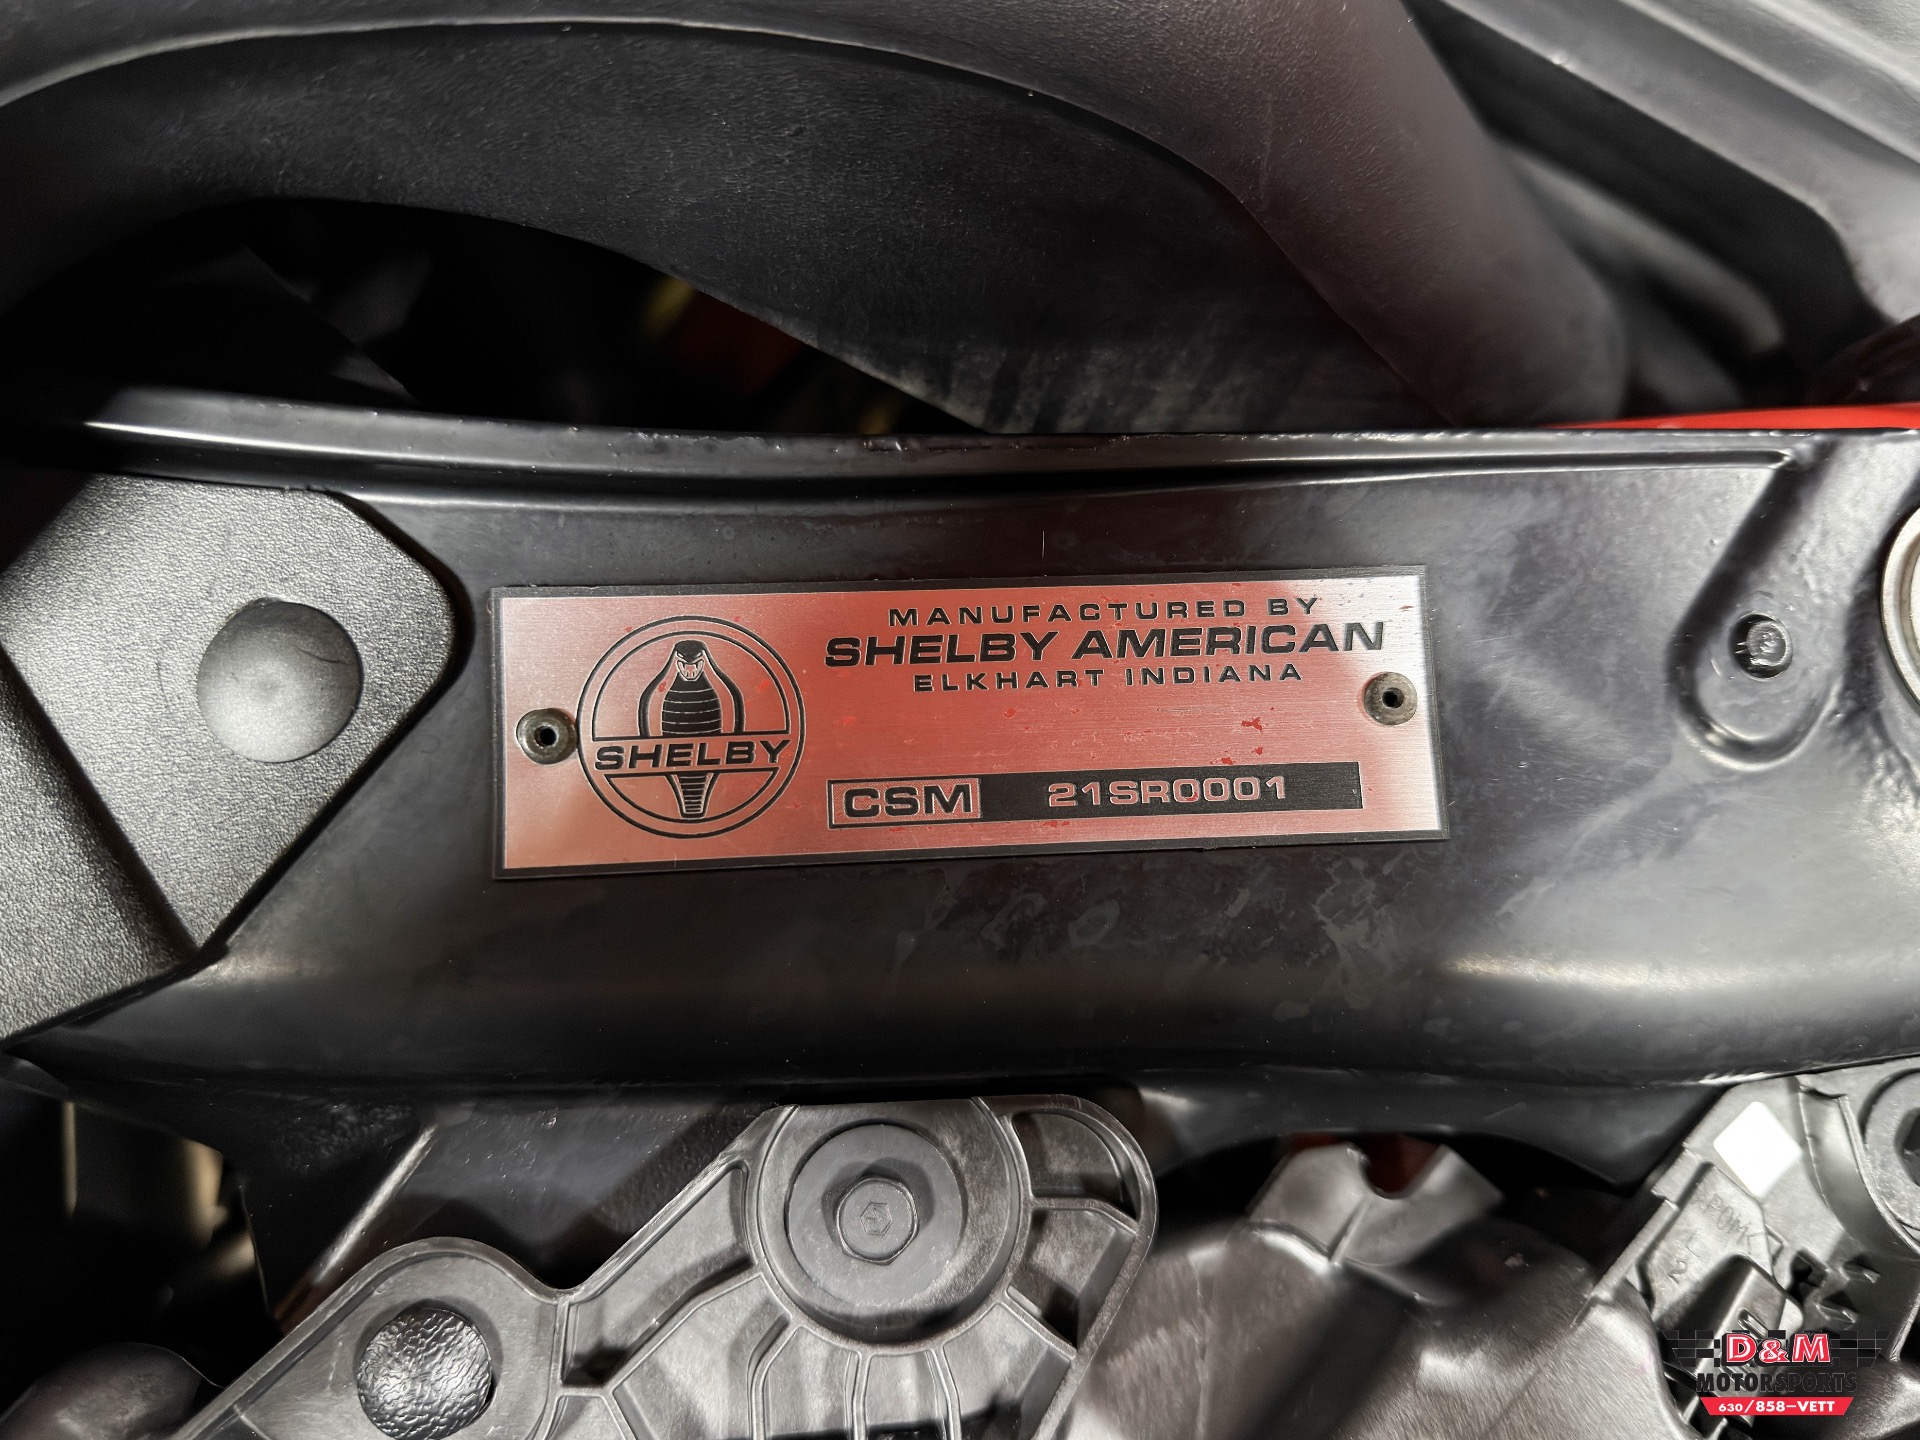 MANUFACTURED BY
SHELBY AMERICAN
ELKHART INDIANA
SHELBY
CSM 21SR0001
D&M
MOTORSPORTS
630/858-VETT